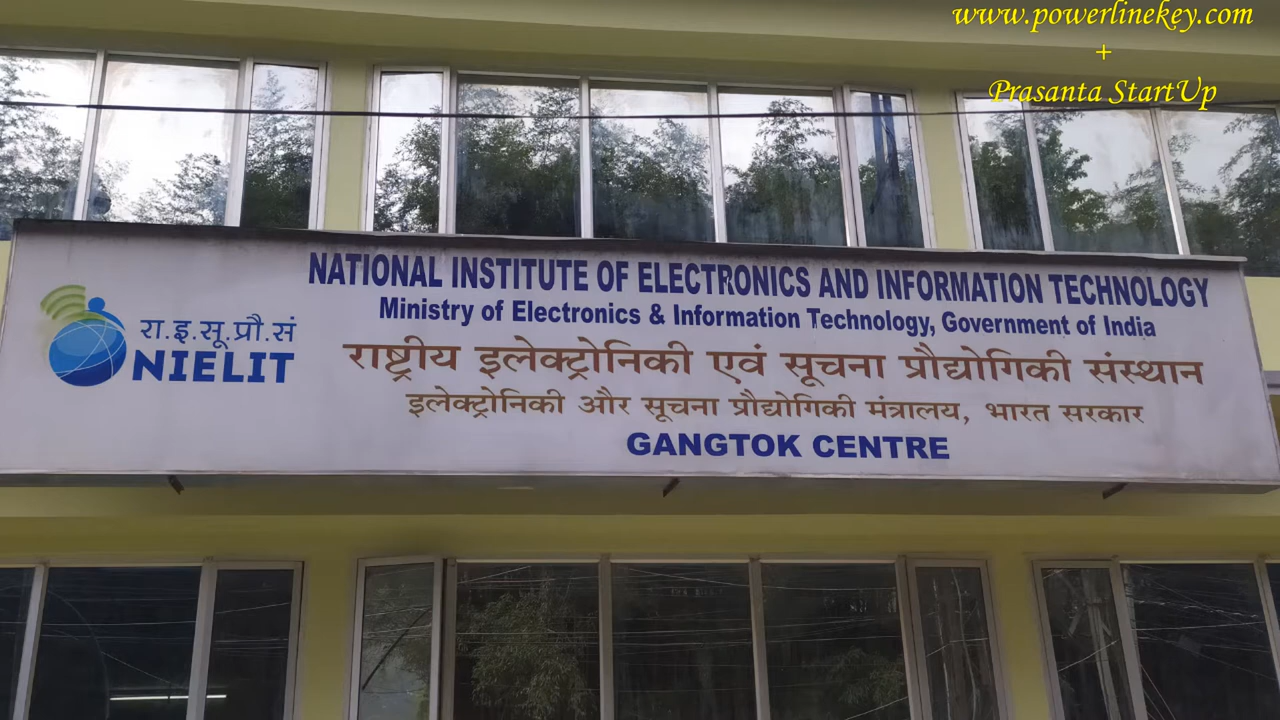 www.powerlinekey.com
+
Prasanta StartUp
NATIONAL INSTITUTE OF ELECTRONICS AND INFORMATION TECHNOLOGY
Ministry of Electronics & Information Technology, Government of India
रा.इ.सू.प्रौ.सं
NIELIT
राष्ट्रीय इलेक्ट्रोनिकी एवं सूचना प्रौद्योगिकी संस्थान
इलेक्ट्रोनिकी और सूचना प्रौद्योगिकी मंत्रालय, भारत सरकार
GANGTOK CENTRE